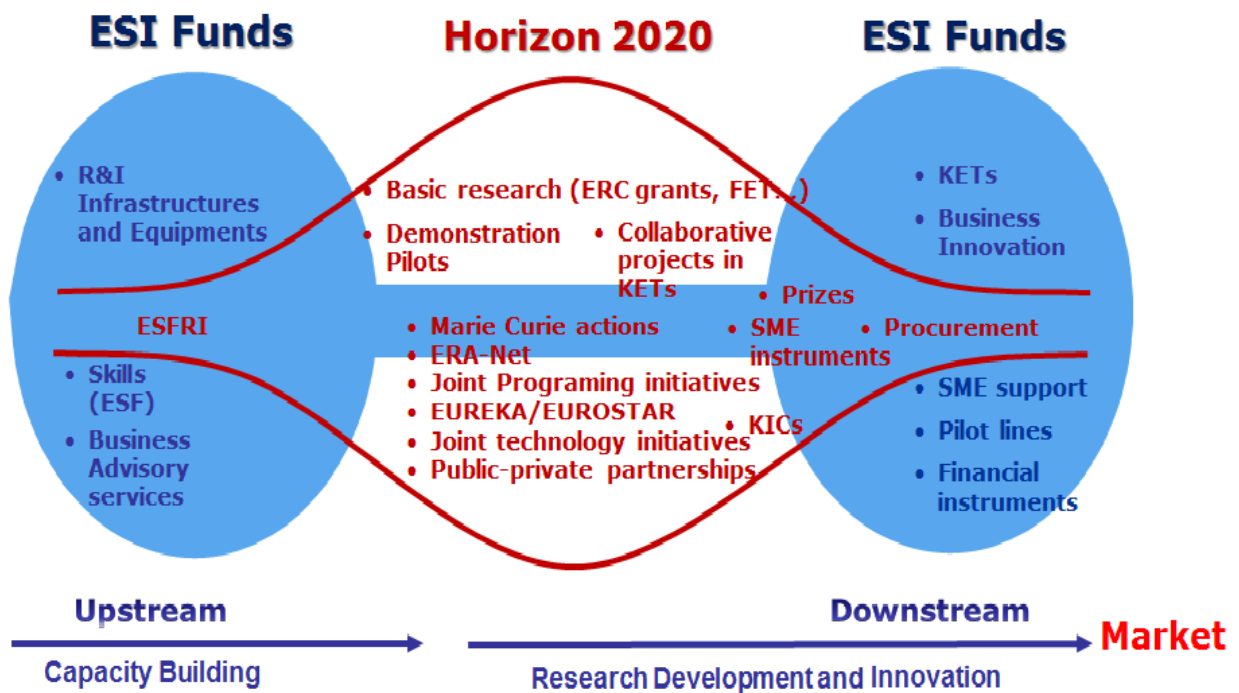 ESI Funds
Horizon 2020
ESI Funds
• R&I
Infrastructures
and Equipments
ESFRI
• Skills
(ESF)
• Business
Advisory
services
• Basic research (ERC grants, FET...)
• Demonstration
Pilots
• Collaborative
projects in
KETs
• Marie Curie actions
• ERA-Net
• Joint Programing initiatives
• EUREKA/EUROSTAR
• Joint technology initiatives
• Public-private partnerships
• Prizes
• SME
instruments
• Procurement
• KICs
• KETs
• Business
Innovation
• SME support
• Pilot lines
• Financial
instruments
Upstream
Downstream
Market
Capacity Building
Research Development and Innovation